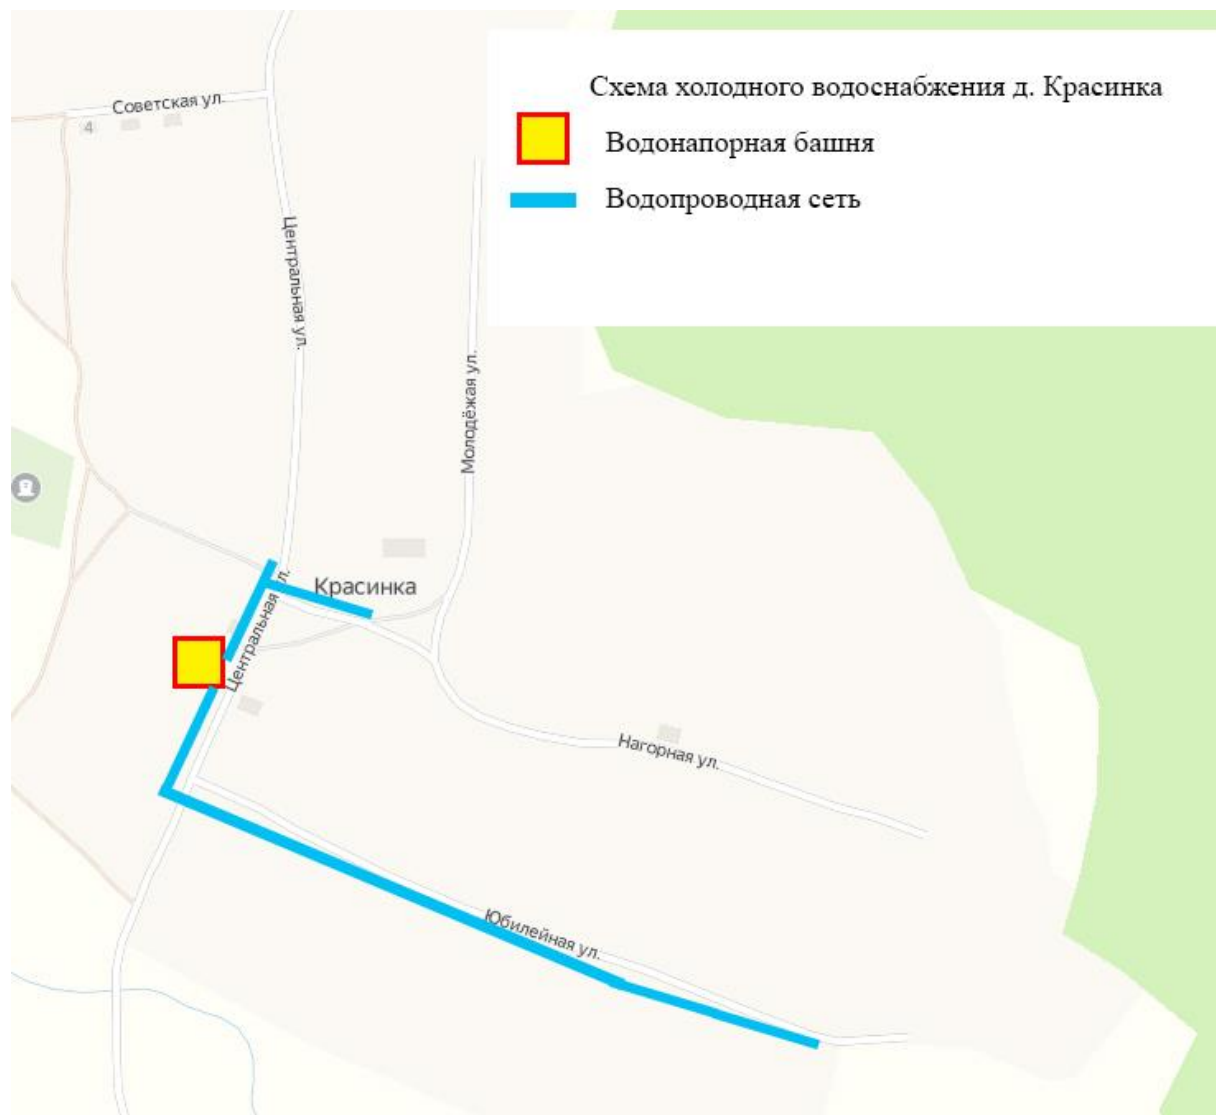 Схема холодного водоснабжения д. Красинка
Водонапорная башня
Водопроводная сеть
Советская ул.
4
Центральная ул.
Молодёжая ул.
Красинка
Центральная ул.
Нагорная ул.
Юбилейная ул.